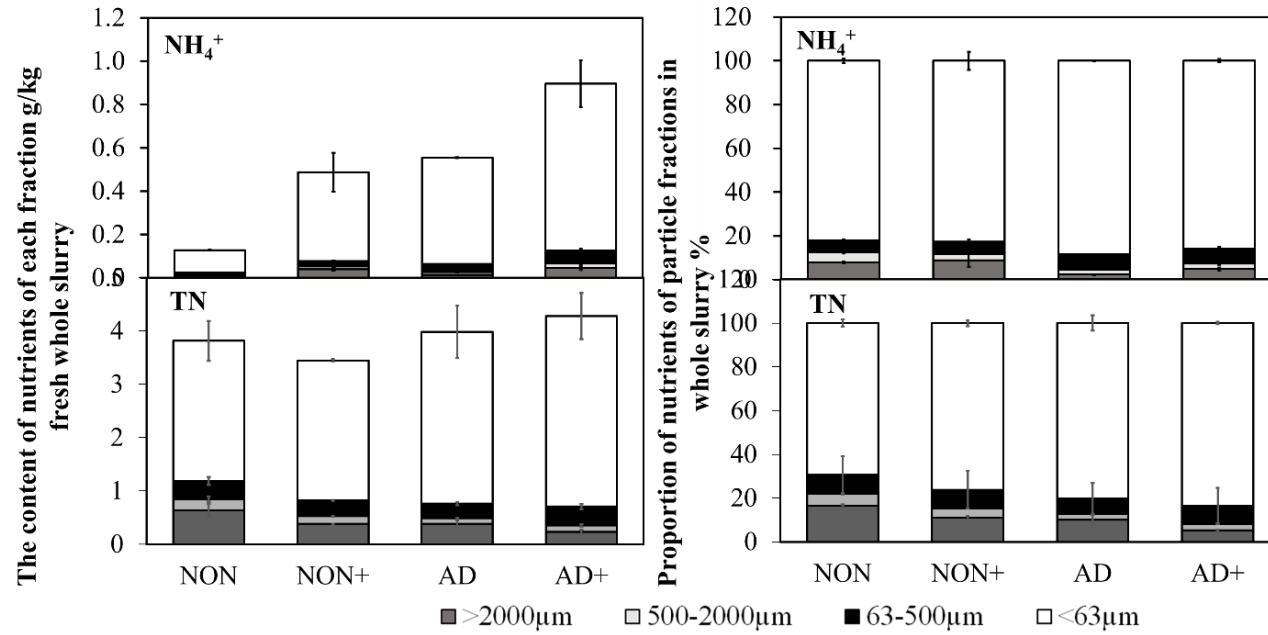 The content of nutrients of each fraction g/kg
fresh whole slurry
NH₄⁺
1.2
1.0
0.8
0.6
0.4
0.2
0.0
TN
5
4
3
2
1
0
NON NON+ AD AD+
Proportion of nutrients of particle fractions in
whole slurry %
NH₄⁺
120
100
80
60
40
20
0
TN
120
100
80
60
40
20
0
NON NON+ AD AD+
>2000µm 500-2000µm 63-500µm <63µm